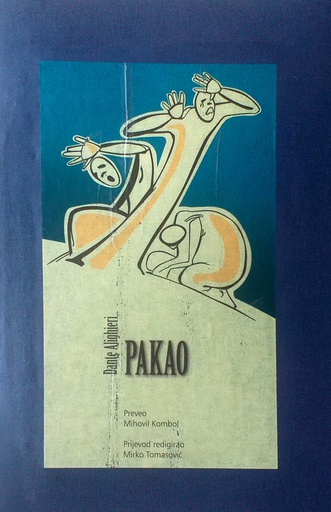 Dante Alighieri
PAKAO
Preveo
Mihovil Kombol
Prijevod redigirao
Mirko Tomasović